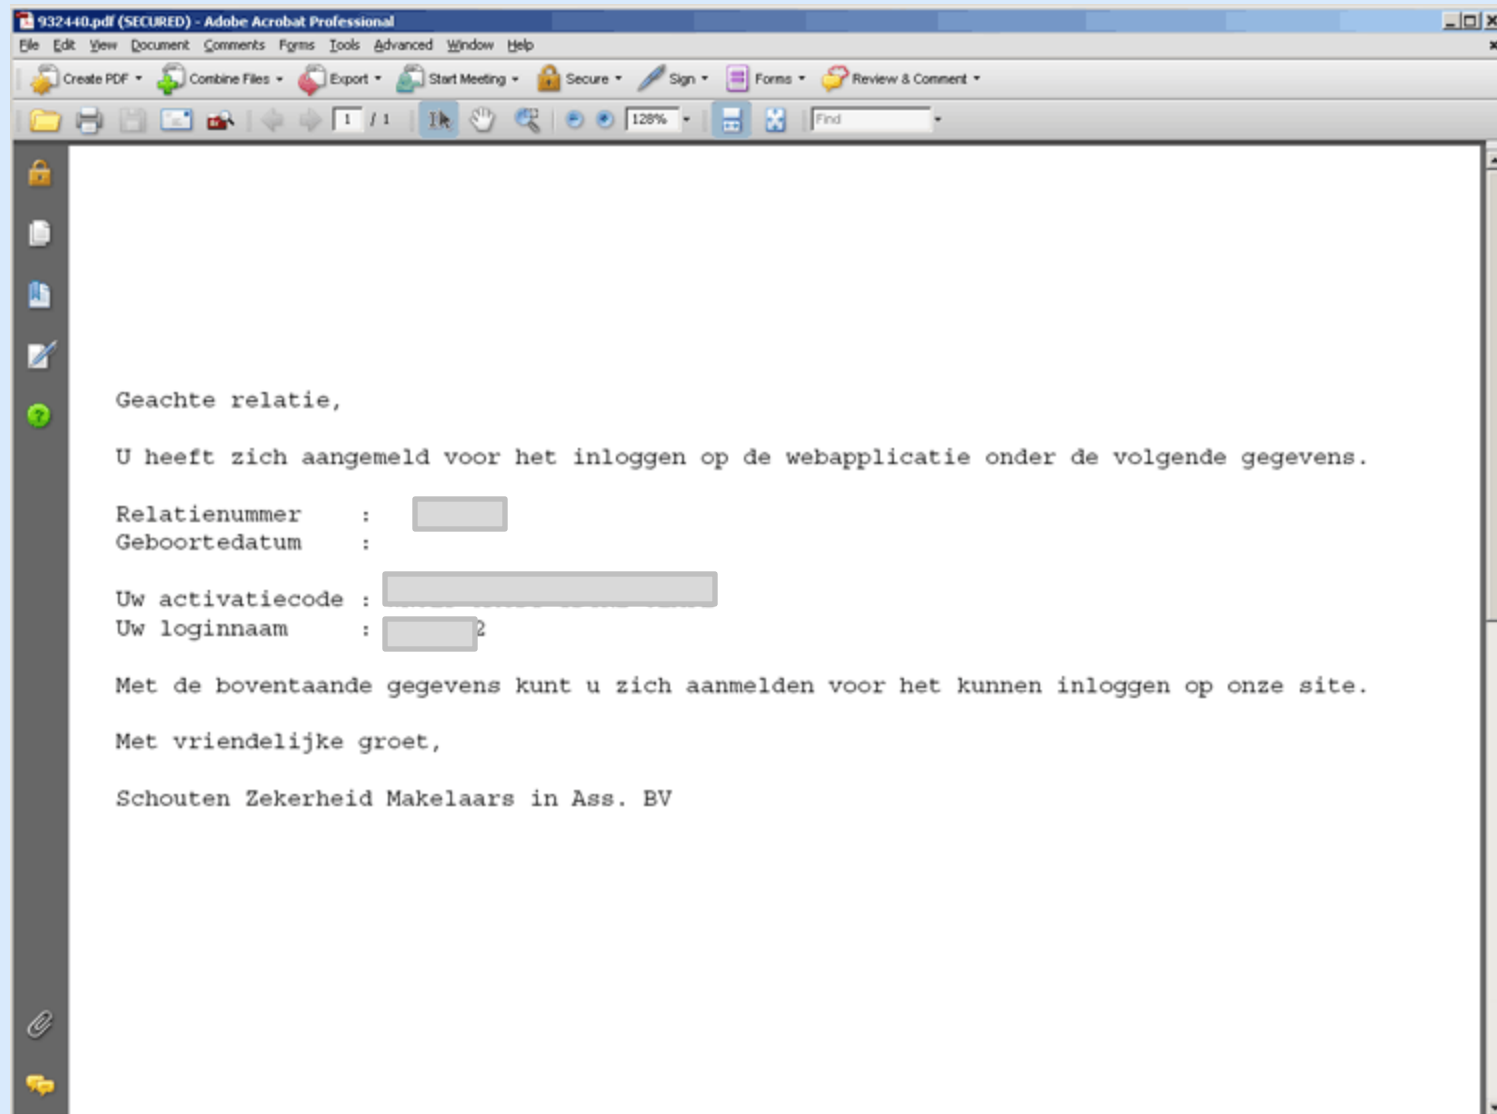 932440.pdf (SECURED) - Adobe Acrobat Professional
File Edit View Document Comments Forms Tools Advanced Window Help
Create PDF Combine Files Export Start Meeting Secure Sign Forms Review & Comment
1 / 1 128% Find
Geachte relatie,
U heeft zich aangemeld voor het inloggen op de webapplicatie onder de volgende gegevens.
Relatienummer :
Geboortedatum :
Uw activatiecode :
Uw loginnaam : 2
Met de boventaande gegevens kunt u zich aanmelden voor het kunnen inloggen op onze site.
Met vriendelijke groet,
Schouten Zekerheid Makelaars in Ass. BV